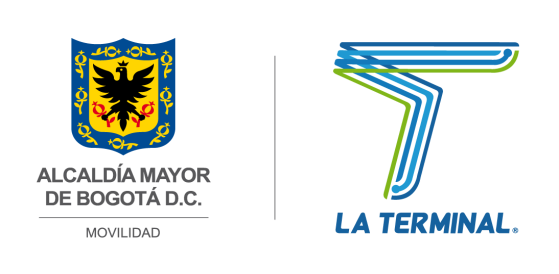 ALCALDÍA MAYOR
DE BOGOTÁ D.C.
MOVILIDAD
LA TERMINAL®